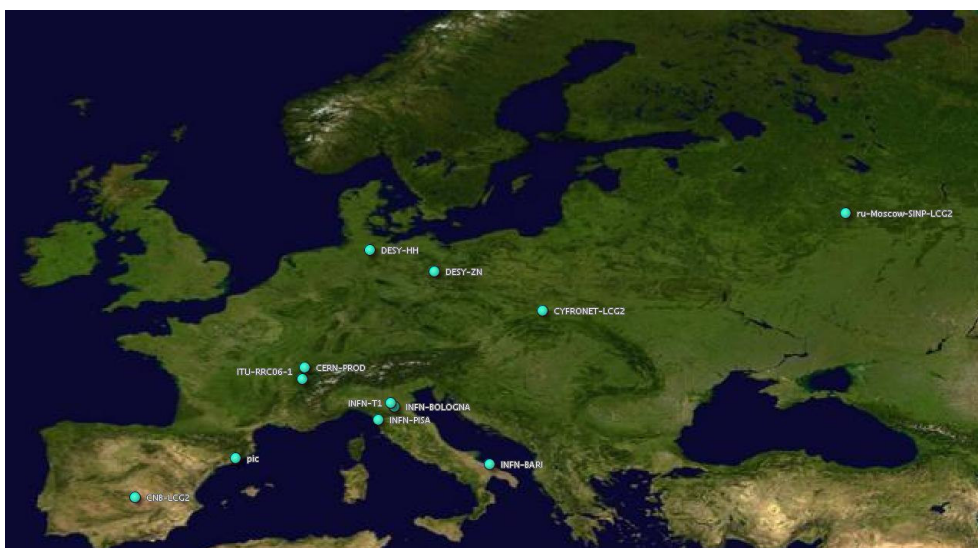 ru-Moscow-SINP-LCG2
DESY-HH
DESY-ZN
CYFRONET-LCG2
CERN-PROD
ITU-RRC06-1
INFN-T1
INFN-BOLOGNA
INFN-PISA
pic
INFN-BARI
CNB-LCG2